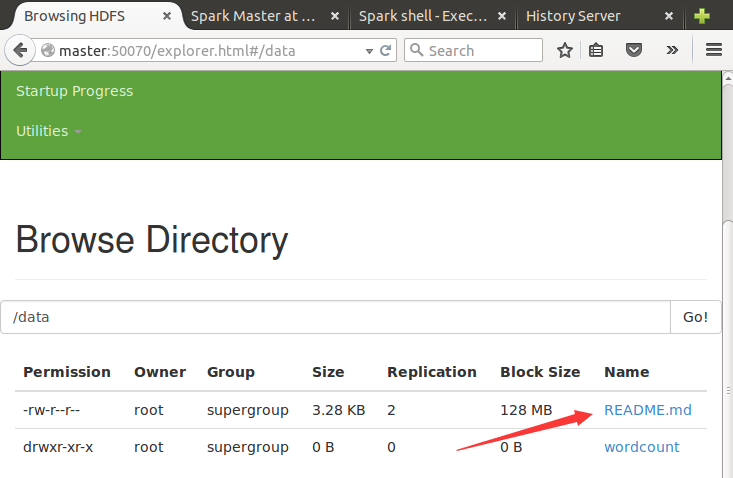 Browsing HDFS Spark Master at ... Spark shell - Exec... History Server
master:50070/explorer.html#/data Search
Startup Progress
Utilities
Browse Directory
/data Go!
Permission Owner Group Size Replication Block Size Name
-rw-r--r-- root supergroup 3.28 KB 2 128 MB README.md
drwxr-xr-x root supergroup 0 B 0 0 B wordcount